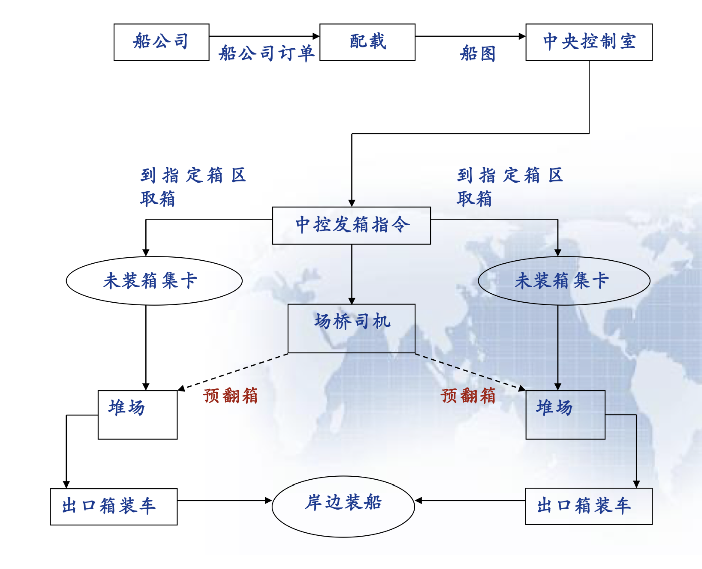 船公司
船公司订单
配载
船图
中央控制室
到指定箱区
取箱
到指定箱区
取箱
中控发箱指令
未装箱集卡
未装箱集卡
场桥司机
预翻箱
预翻箱
堆场
堆场
出口箱装车
岸边装船
出口箱装车